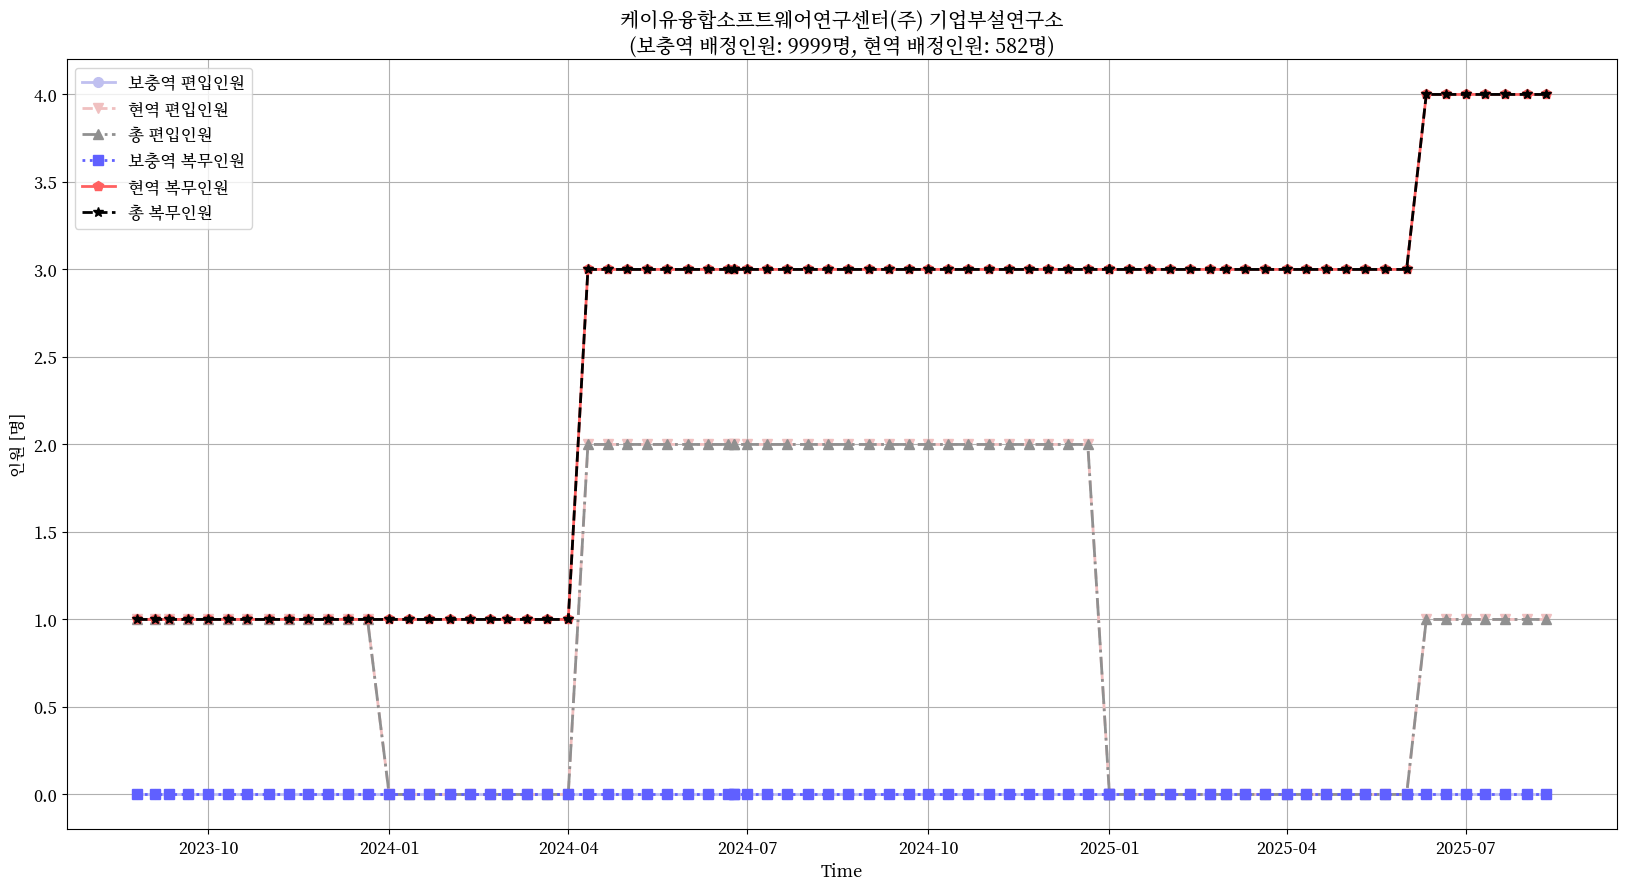 케이유융합소프트웨어연구센터(주) 기업부설연구소
(보충역 배정인원: 9999명, 현역 배정인원: 582명)
보충역 편입인원
현역 편입인원
총 편입인원
보충역 복무인원
현역 복무인원
총 복무인원
인원 [명]
4.0
3.5
3.0
2.5
2.0
1.5
1.0
0.5
0.0
2023-10
2024-01
2024-04
2024-07
2024-10
2025-01
2025-04
2025-07
Time